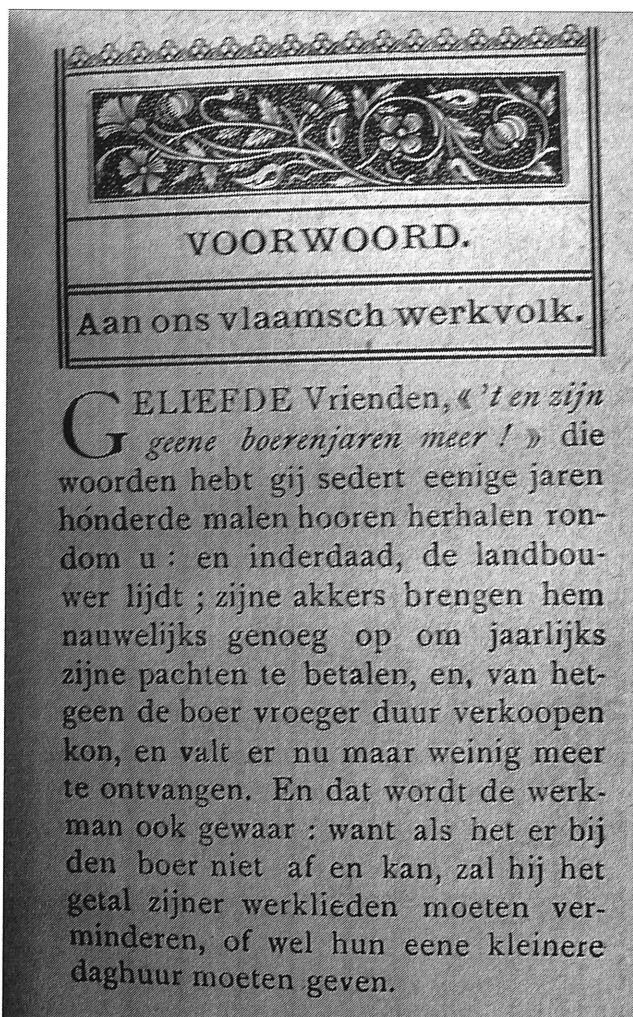 VOORWOORD.
Aan ons vlaamsch werkvolk.
GELIEFDE Vrienden, « 't en zijn
geene boerenjaren meer ! » die
woorden hebt gij sedert eenige jaren
hónderde malen hooren herhalen ron-
dom u : en inderdaad, de landbou-
wer lijdt ; zijne akkers brengen hem
nauwelijks genoeg op om jaarlijks
zijne pachten te betalen, en, van het-
geen de boer vroeger duur verkoopen
kon, en valt er nu maar weinig meer
te ontvangen. En dat wordt de werk-
man ook gewaar : want als het er bij
den boer niet af en kan, zal hij het
getal zijner werklieden moeten ver-
minderen, of wel hun eene kleinere
daghuur moeten geven.